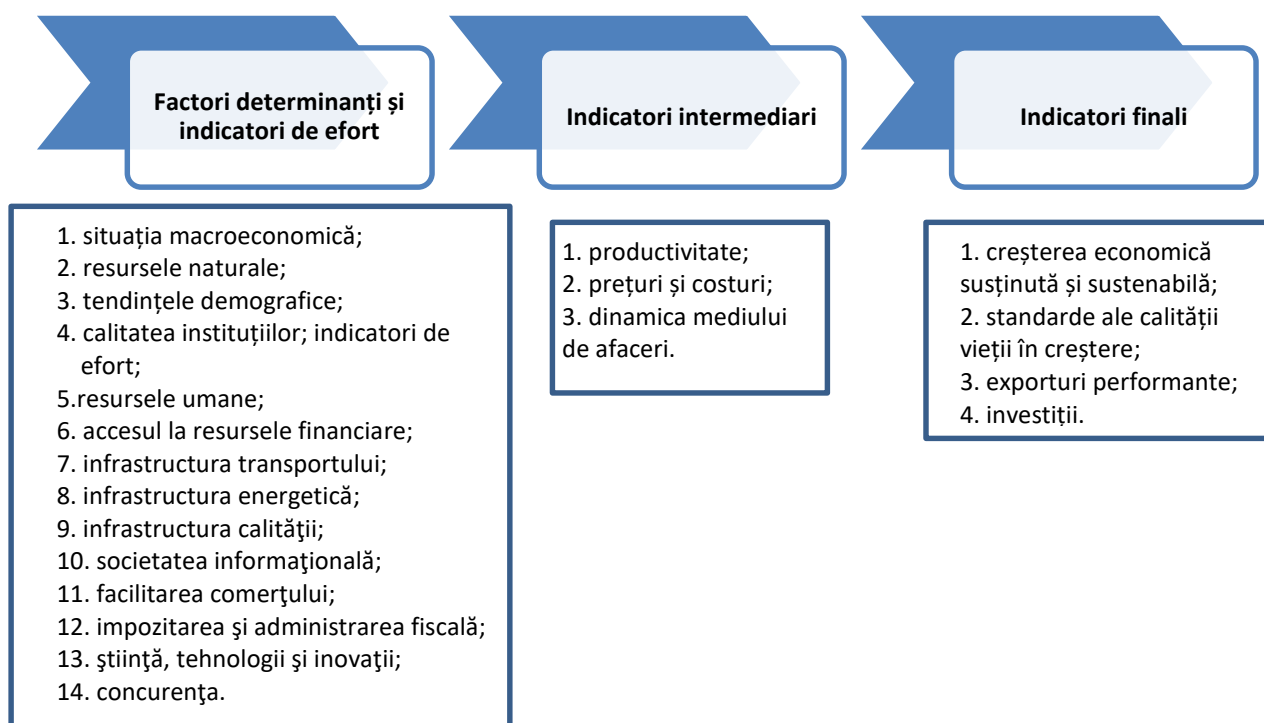 Factori determinanți și
indicatori de efort
1. situația macroeconomică;
2. resursele naturale;
3. tendințele demografice;
4. calitatea instituțiilor; indicatori de
efort;
5.resursele umane;
6. accesul la resursele financiare;
7. infrastructura transportului;
8. infrastructura energetică;
9. infrastructura calităţii;
10. societatea informaţională;
11. facilitarea comerţului;
12. impozitarea şi administrarea fiscală;
13. ştiinţă, tehnologii şi inovaţii;
14. concurenţa.
Indicatori intermediari
1. productivitate;
2. prețuri și costuri;
3. dinamica mediului
de afaceri.
Indicatori finali
1. creșterea economică
susținută și sustenabilă;
2. standarde ale calității
vieții în creștere;
3. exporturi performante;
4. investiții.